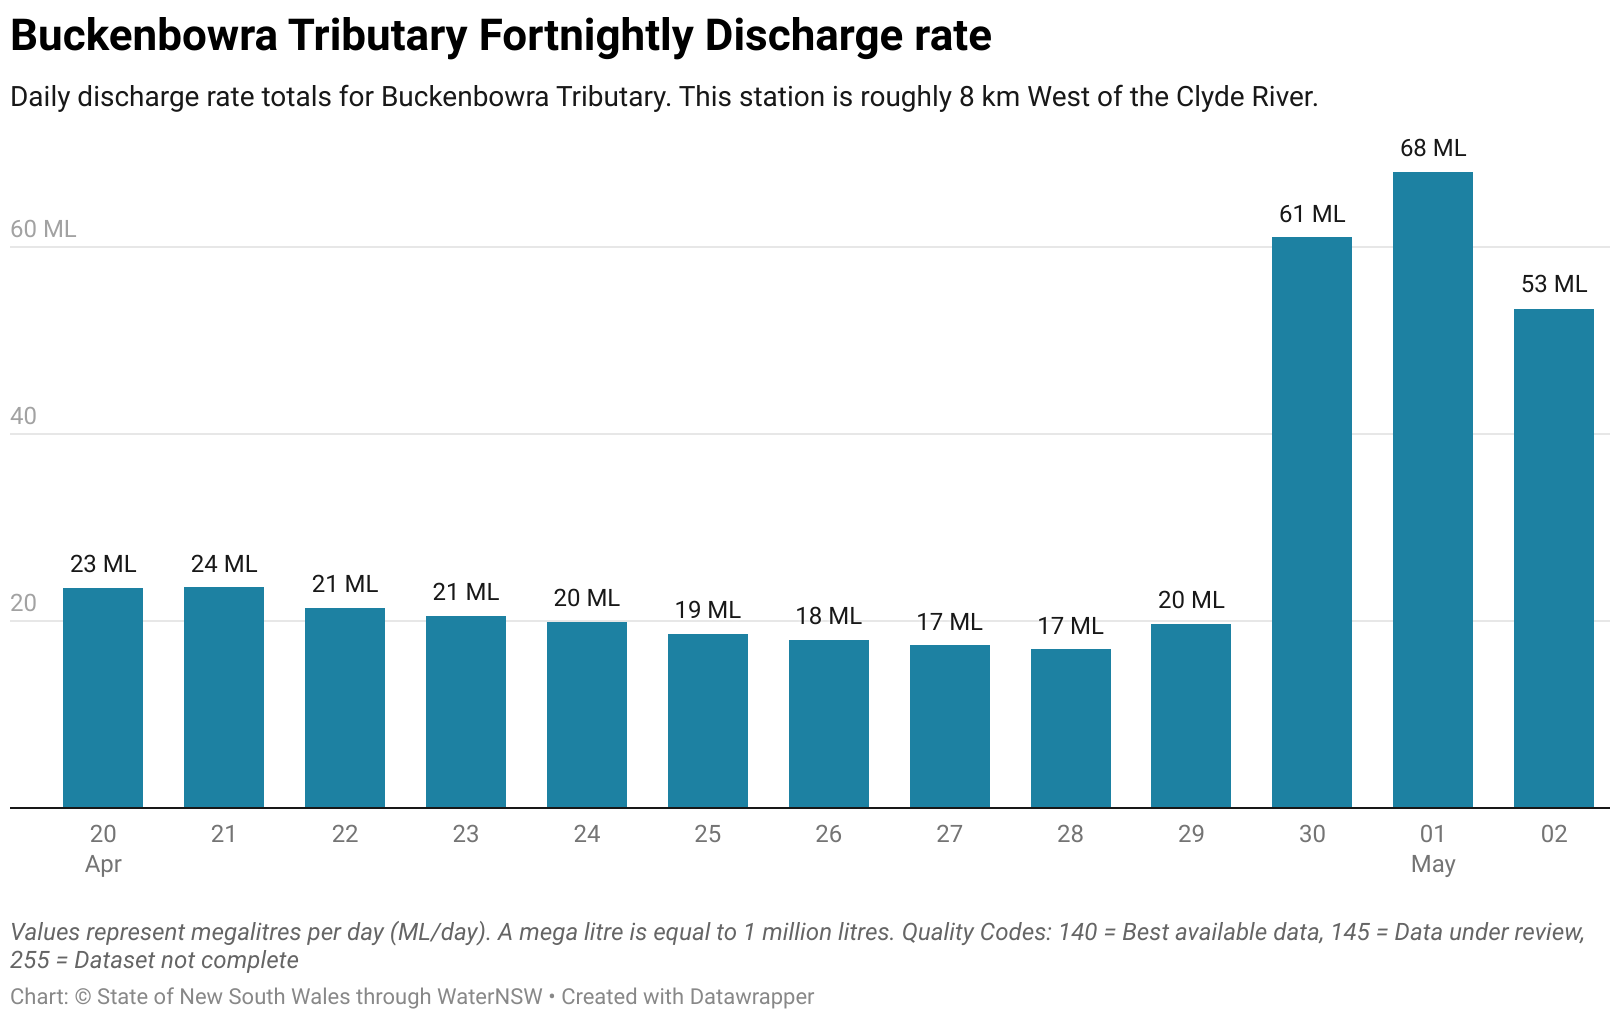 Buckenbowra Tributary Fortnightly Discharge rate
Daily discharge rate totals for Buckenbowra Tributary. This station is roughly 8 km West of the Clyde River.
68 ML
61 ML
60 ML
53 ML
40
23 ML
24 ML
21 ML
21 ML
20 ML
19 ML
18 ML
17 ML
17 ML
20 ML
20
20
Apr
21
22
23
24
25
26
27
28
29
30
01
May
02
Values represent megalitres per day (ML/day). A mega litre is equal to 1 million litres. Quality Codes: 140 = Best available data, 145 = Data under review,
255 = Dataset not complete
Chart: © State of New South Wales through WaterNSW • Created with Datawrapper